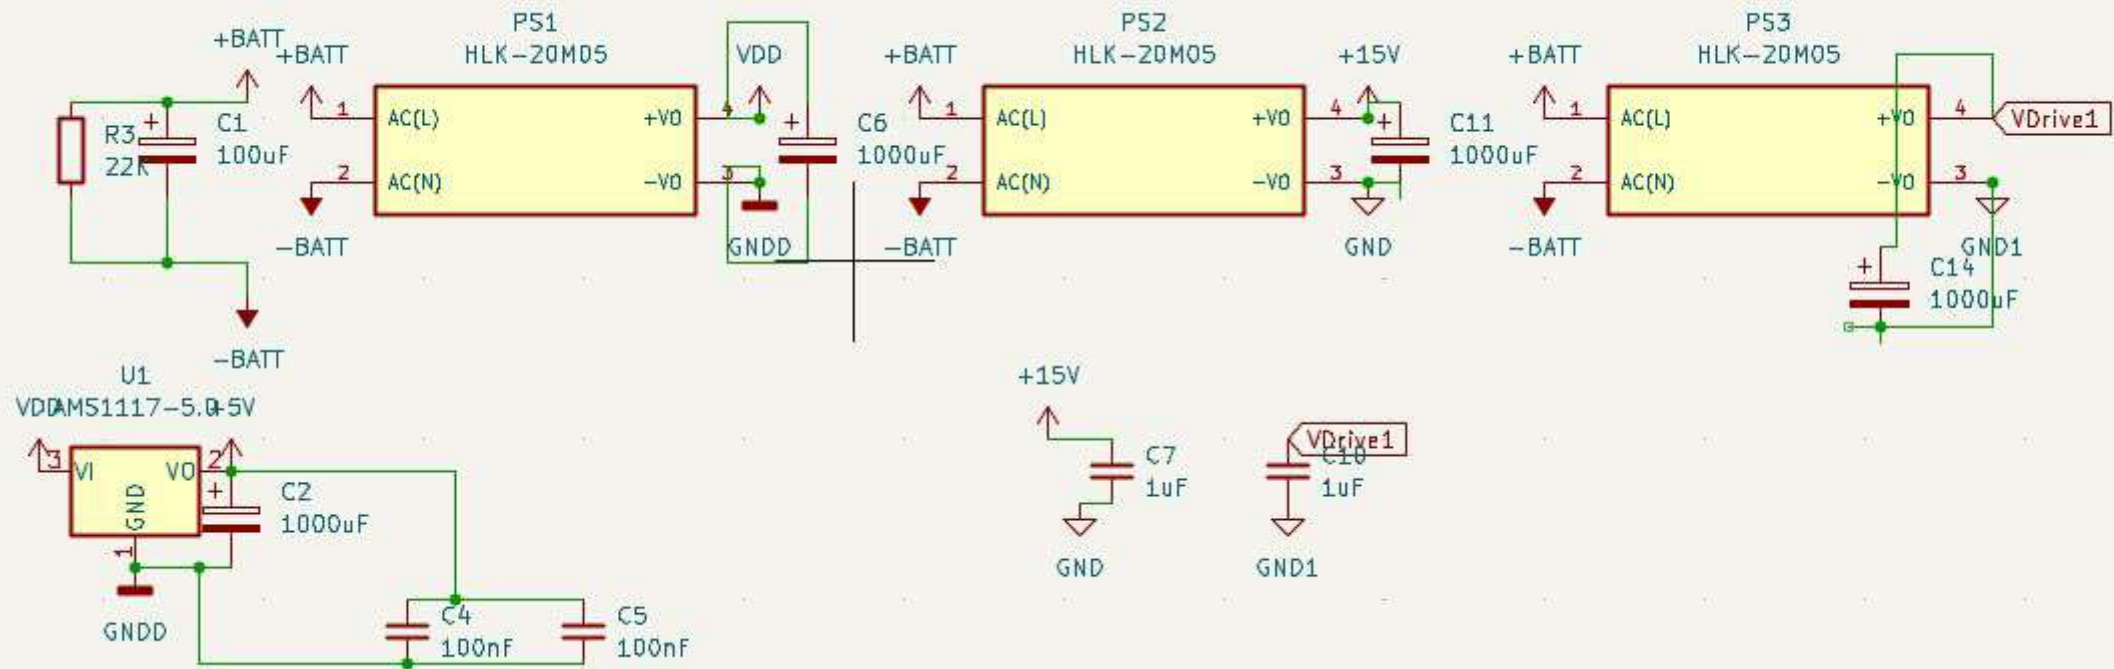 PS1
HLK-20M05
+BATT
+BATT
VDD
1
AC(L)
+VO
4
2
AC(N)
-VO
3
R3
22K
+
C1
100uF
-BATT
-BATT
GNDD
+
C6
1000uF
PS2
HLK-20M05
+BATT
+15V
1
AC(L)
+VO
4
2
AC(N)
-VO
3
-BATT
GND
+
C11
1000uF
PS3
HLK-20M05
+BATT
1
AC(L)
+VO
4
VDrive1
2
AC(N)
-VO
3
-BATT
GND1
+
C14
1000uF
U1
VDD
AMS1117-5.0
+5V
3
VI
VO
2
GND
1
+
C2
1000uF
GNDD
C4
100nF
C5
100nF
+15V
C7
1uF
GND
VDrive1
C10
1uF
GND1